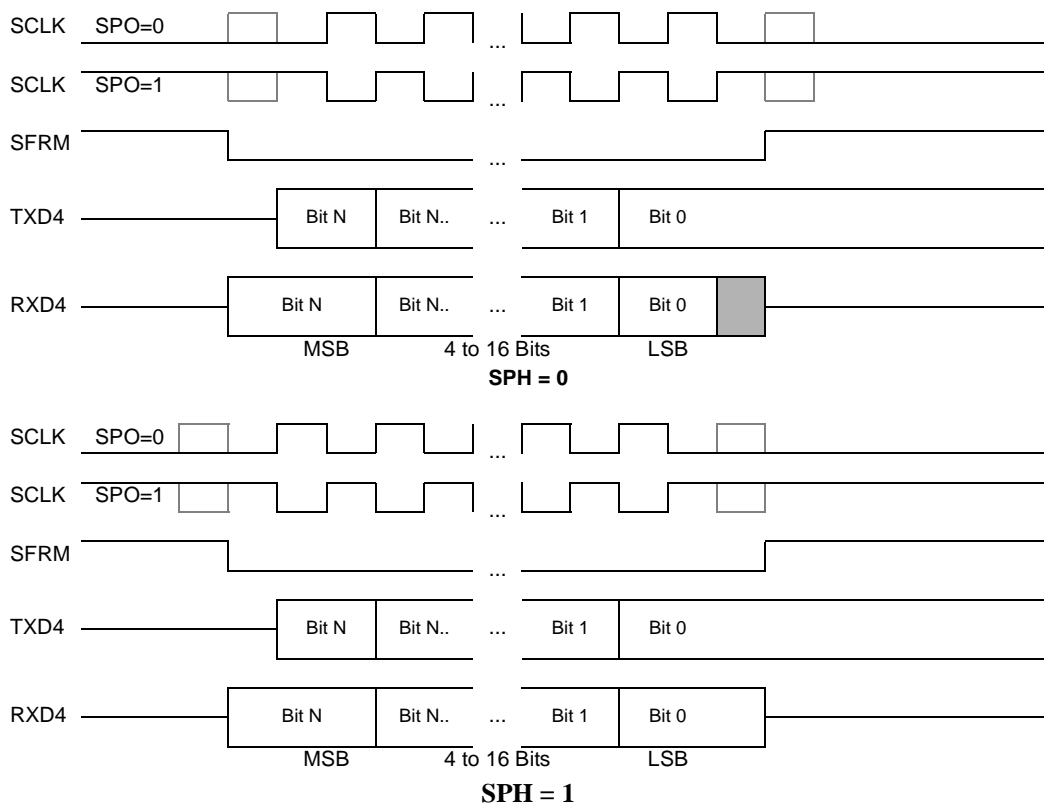 SCLK SPO=0
...
SCLK SPO=1
...
SFRM
...
TXD4 Bit N Bit N.. ... Bit 1 Bit 0
RXD4 Bit N Bit N.. ... Bit 1 Bit 0
MSB 4 to 16 Bits LSB
SPH = 0
SCLK SPO=0
...
SCLK SPO=1
...
SFRM
...
TXD4 Bit N Bit N.. ... Bit 1 Bit 0
RXD4 Bit N Bit N.. ... Bit 1 Bit 0
MSB 4 to 16 Bits LSB
SPH = 1